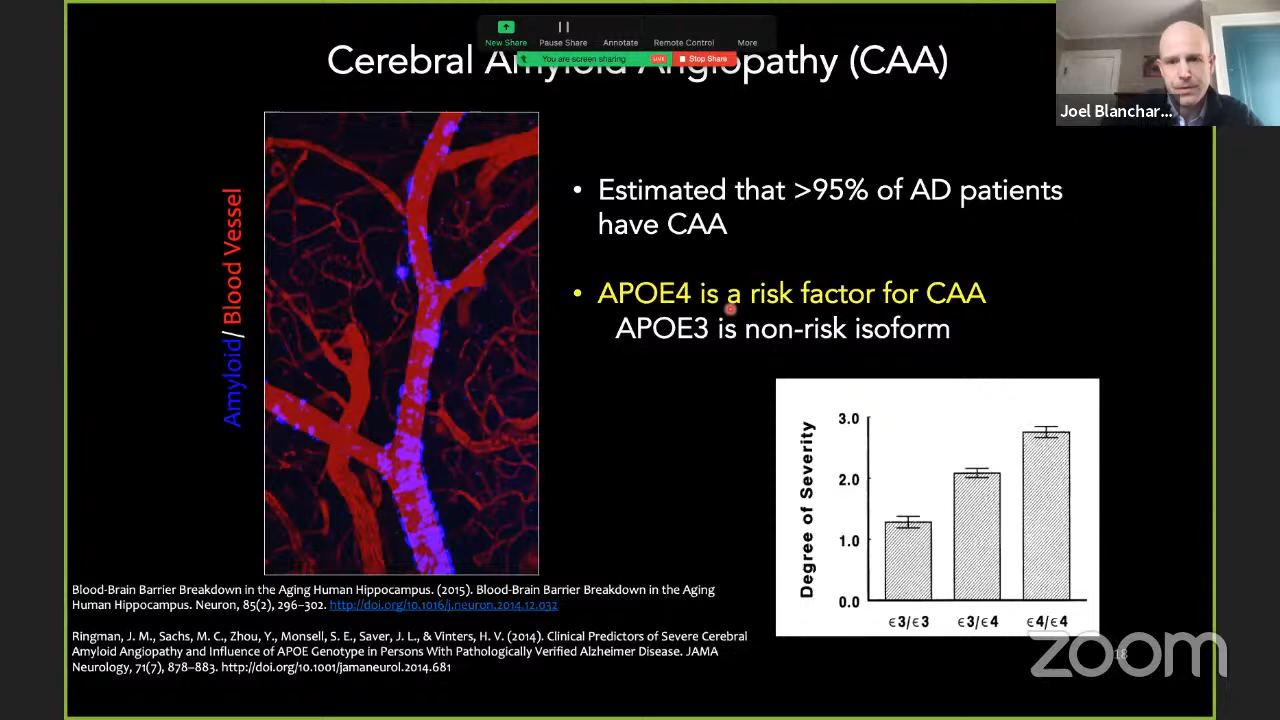 New Share
Pause Share
Annotate
Remote Control
More
You are screen sharing
LIVE
Stop Share
Cerebral Amyloid Angiopathy (CAA)
Joel Blanchar...
Amyloid/ Blood Vessel
• Estimated that >95% of AD patients
have CAA
• APOE4 is a risk factor for CAA
APOE3 is non-risk isoform
Degree of Severity
3.0
2.0
1.0
0.0
ϵ3/ϵ3
ϵ3/ϵ4
ϵ4/ϵ4
Blood-Brain Barrier Breakdown in the Aging Human Hippocampus. (2015). Blood-Brain Barrier Breakdown in the Aging
Human Hippocampus. Neuron, 85(2), 296–302. http://doi.org/10.1016/j.neuron.2014.12.032
Ringman, J. M., Sachs, M. C., Zhou, Y., Monsell, S. E., Saver, J. L., & Vinters, H. V. (2014). Clinical Predictors of Severe Cerebral
Amyloid Angiopathy and Influence of APOE Genotype in Persons With Pathologically Verified Alzheimer Disease. JAMA
Neurology, 71(7), 878–883. http://doi.org/10.1001/jamaneurol.2014.681
18
zoom